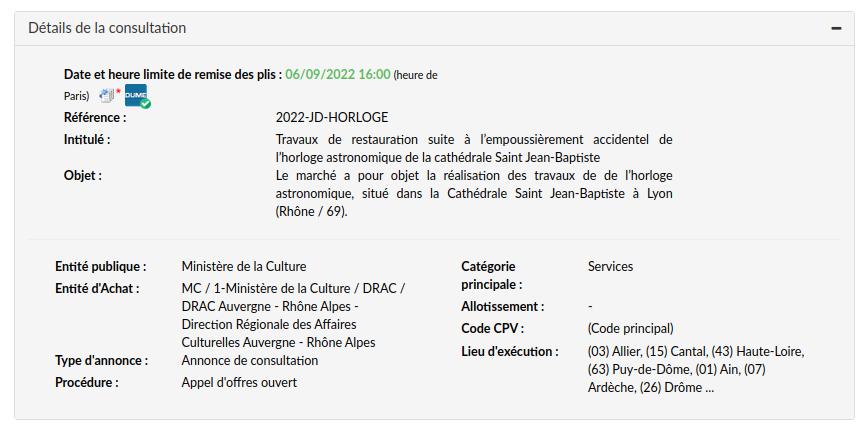 Détails de la consultation
Date et heure limite de remise des plis : 06/09/2022 16:00 (heure de
Paris) * DUME
Référence : 2022-JD-HORLOGE
Intitulé : Travaux de restauration suite à l'empoussièrement accidentel de
l'horloge astronomique de la cathédrale Saint Jean-Baptiste
Objet : Le marché a pour objet la réalisation des travaux de de l'horloge
astronomique, situé dans la Cathédrale Saint Jean-Baptiste à Lyon
(Rhône / 69).
Entité publique : Ministère de la Culture
Entité d'Achat : MC / 1-Ministère de la Culture / DRAC /
DRAC Auvergne - Rhône Alpes -
Direction Régionale des Affaires
Culturelles Auvergne - Rhône Alpes
Type d'annonce : Annonce de consultation
Procédure : Appel d'offres ouvert
Catégorie Services
principale :
Allotissement : -
Code CPV : (Code principal)
Lieu d'exécution : (03) Allier, (15) Cantal, (43) Haute-Loire,
(63) Puy-de-Dôme, (01) Ain, (07)
Ardèche, (26) Drôme ...